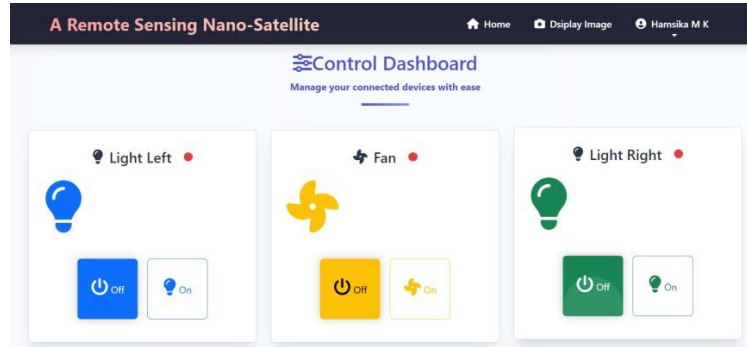 A Remote Sensing Nano-Satellite
Home
Dsiplay Image
Hamsika M K
Control Dashboard
Manage your connected devices with ease
Light Left
Fan
Light Right
Off
On
Off
On
Off
On